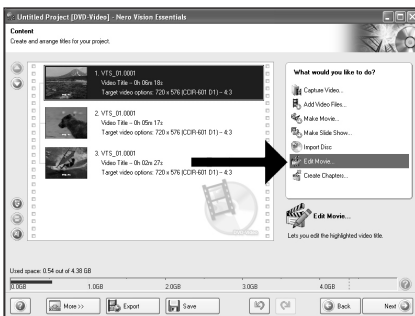 Untitled Project [DVD-Video] - Nero Vision Essentials
Content
Create and arrange titles for your project.
1. VTS_01.0001
Video Title - 0h 06m 18s
Target video options: 720 x 576 (CCIR-601 D1) - 4:3
2. VTS_01.0001
Video Title - 0h 05m 17s
Target video options: 720 x 576 (CCIR-601 D1) - 4:3
3. VTS_01.0001
Video Title - 0h 02m 27s
Target video options: 720 x 576 (CCIR-601 D1) - 4:3
What would you like to do?
Capture Video...
Add Video Files...
Make Movie...
Make Slide Show...
Import Disc
Edit Movie...
Create Chapters...
Edit Movie...
Lets you edit the highlighted video title.
Used space: 0.54 out of 4.38 GB
0.0GB 1.0GB 2.0GB 3.0GB 4.0GB
More >> Export Save Back Next